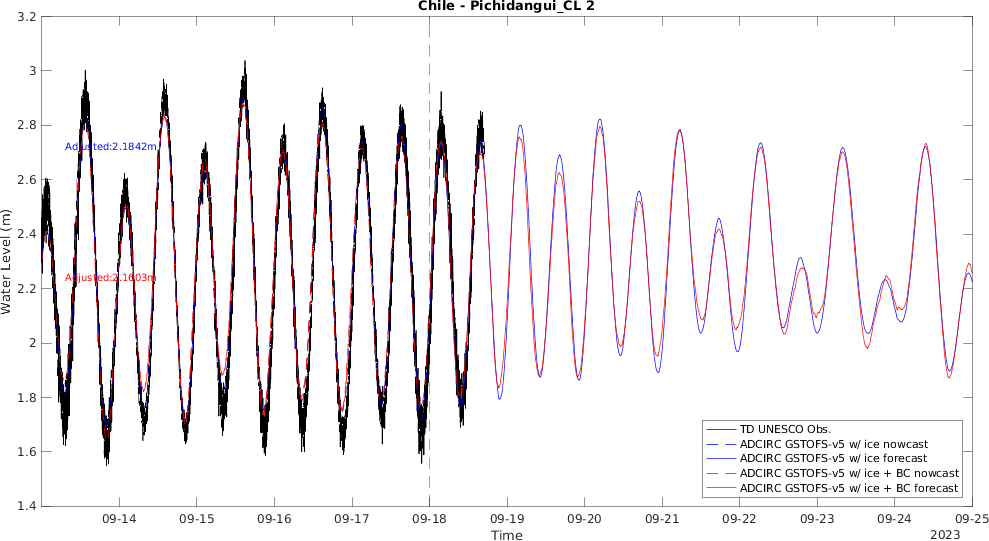 Chile - Pichidangui_CL 2
3.2
3
2.8
2.6
2.4
2.2
2
1.8
1.6
1.4
Water Level (m)
Adjusted:2.1842m
Adjusted:2.1603m
TD UNESCO Obs.
ADCIRC GSTOFS-v5 w/ ice nowcast
ADCIRC GSTOFS-v5 w/ ice forecast
ADCIRC GSTOFS-v5 w/ ice + BC nowcast
ADCIRC GSTOFS-v5 w/ ice + BC forecast
09-14 09-15 09-16 09-17 09-18 09-19 09-20 09-21 09-22 09-23 09-24 09-25
Time
2023